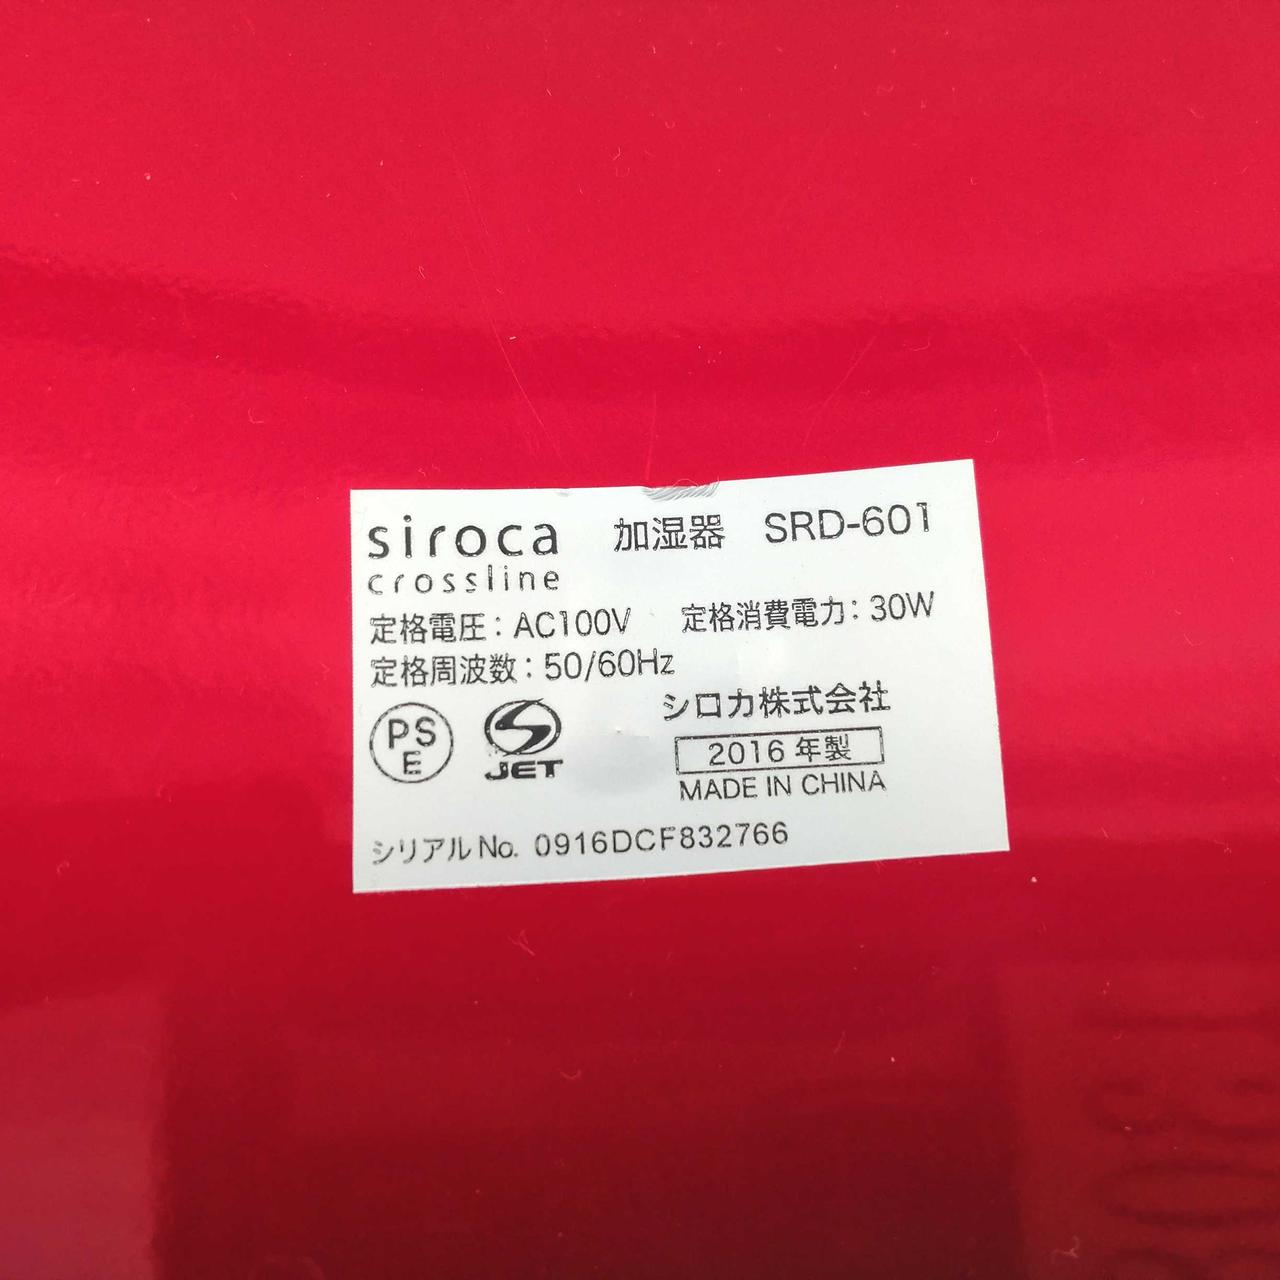 siroca 加湿器 SRD-601
crossline
定格電圧：AC100V 定格消費電力：30W
定格周波数：50/60Hz
シロカ株式会社
PS
E
JET
2016年製
MADE IN CHINA
シリアルNo. 0916DCF832766